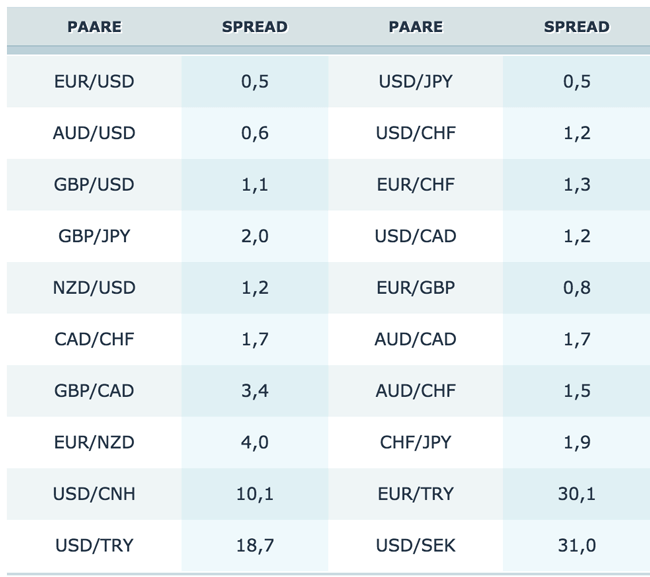 PAARE SPREAD PAARE SPREAD
EUR/USD 0,5 USD/JPY 0,5
AUD/USD 0,6 USD/CHF 1,2
GBP/USD 1,1 EUR/CHF 1,3
GBP/JPY 2,0 USD/CAD 1,2
NZD/USD 1,2 EUR/GBP 0,8
CAD/CHF 1,7 AUD/CAD 1,7
GBP/CAD 3,4 AUD/CHF 1,5
EUR/NZD 4,0 CHF/JPY 1,9
USD/CNH 10,1 EUR/TRY 30,1
USD/TRY 18,7 USD/SEK 31,0